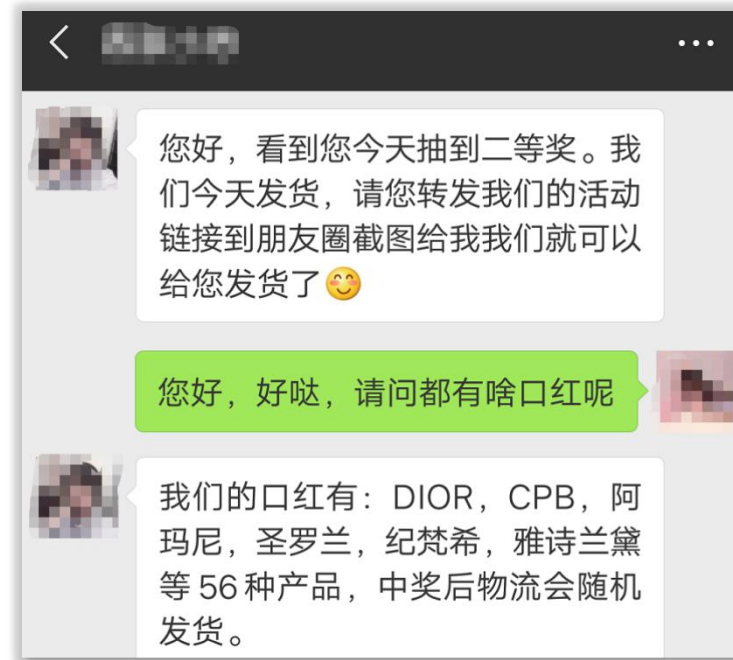 您好，看到您今天抽到二等奖。我
们今天发货，请您转发我们的活动
链接到朋友圈截图给我我们就可以
给您发货了😊
您好，好哒，请问都有啥口红呢
我们的口红有：DIOR，CPB，阿
玛尼，圣罗兰，纪梵希，雅诗兰黛
等56种产品，中奖后物流会随机
发货。